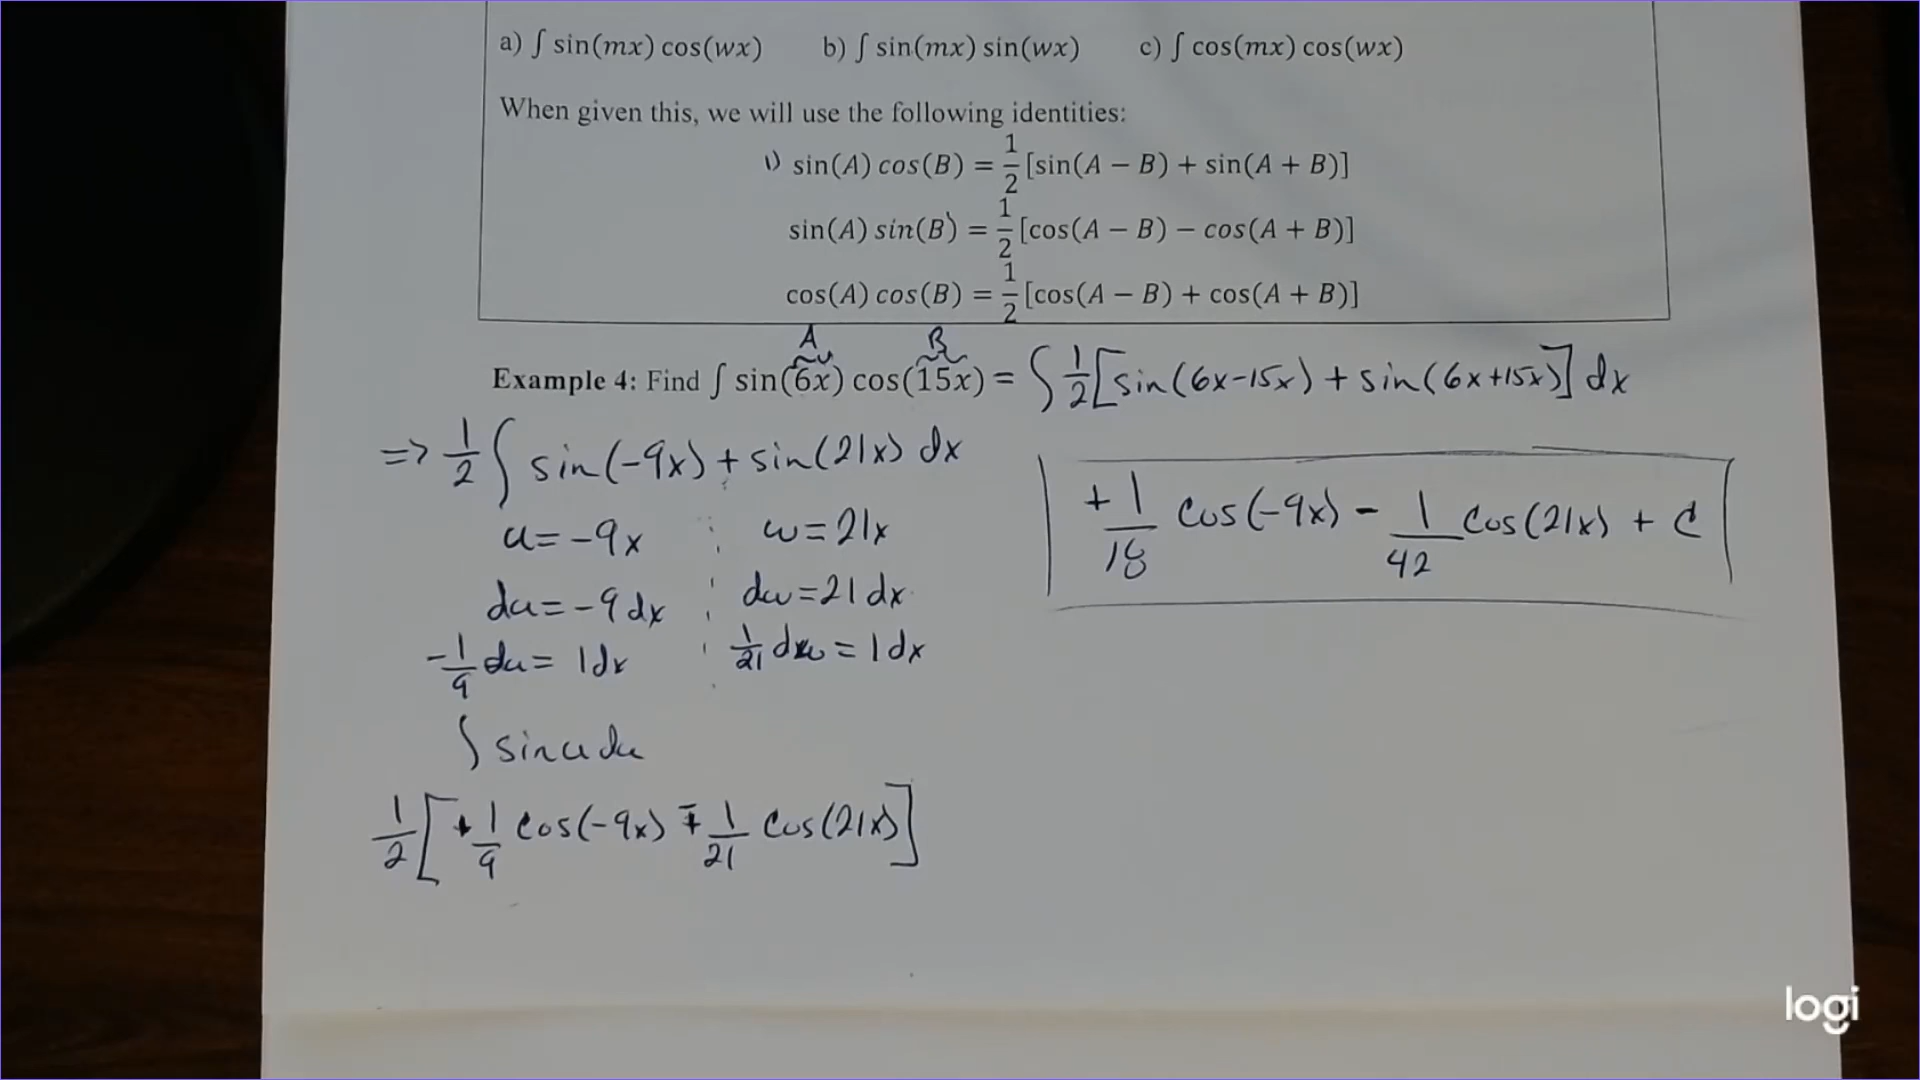 a) ∫ sin(mx) cos(wx) b) ∫ sin(mx) sin(wx) c) ∫ cos(mx) cos(wx)
When given this, we will use the following identities:
1) sin(A) cos(B) = 1/2 [sin(A − B) + sin(A + B)]
sin(A) sin(B) = 1/2 [cos(A − B) − cos(A + B)]
cos(A) cos(B) = 1/2 [cos(A − B) + cos(A + B)]
A B
Example 4: Find ∫ sin(6x) cos(15x) = ∫ 1/2 [sin(6x-15x) + sin(6x+15x)] dx
=> 1/2 ∫ sin(-9x) + sin(21x) dx
+ 1/18 cos(-9x) - 1/42 cos(21x) + C
u = -9x w = 21x
du = -9dx dw = 21dx
-1/9 du = 1dx 1/21 dw = 1dx
∫ sin u du
1/2 [ + 1/9 cos(-9x) - 1/21 cos(21x) ]
logi